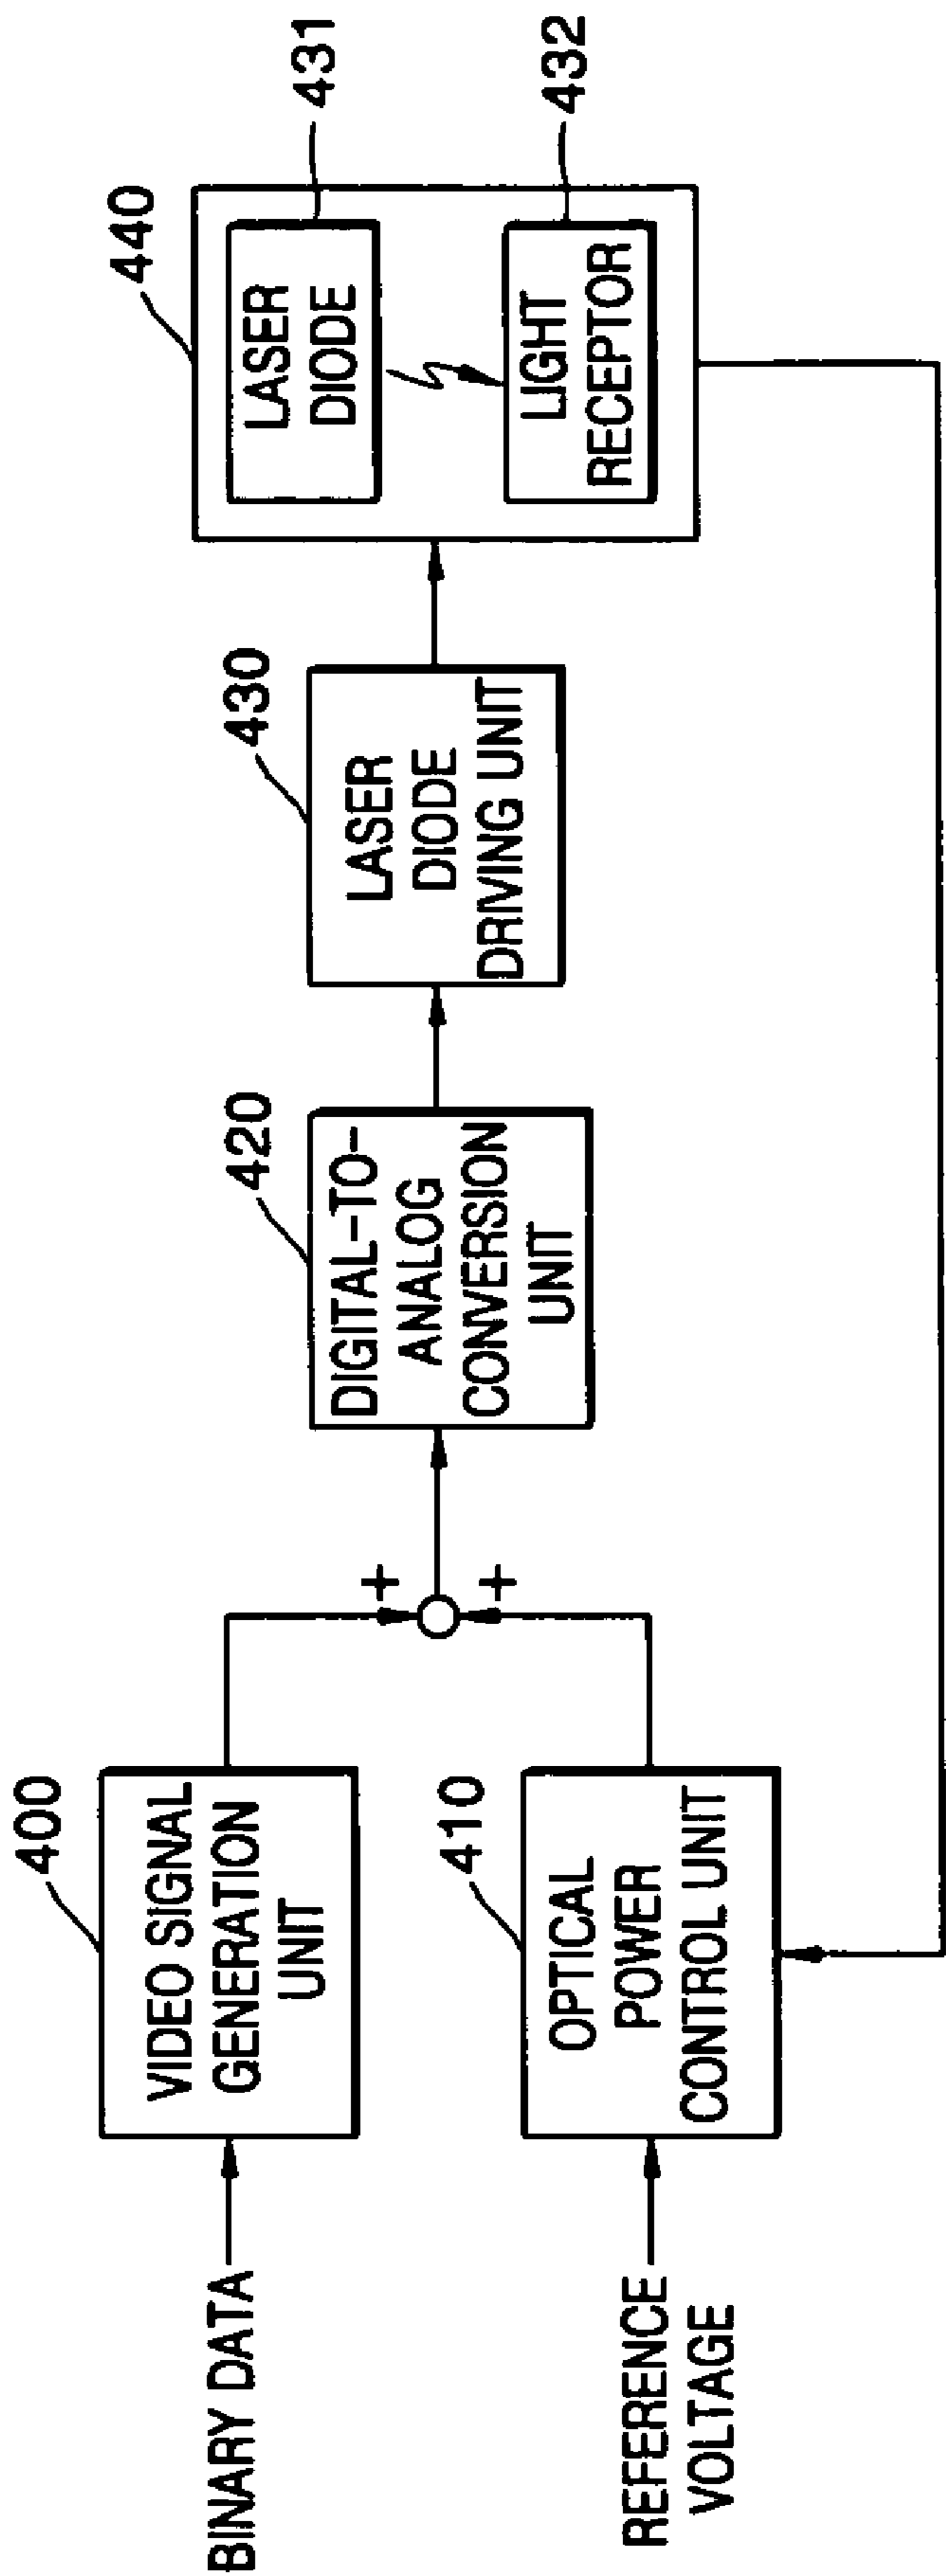 BINARY DATA
400
VIDEO SIGNAL
GENERATION
UNIT
REFERENCE
VOLTAGE
410
OPTICAL
POWER
CONTROL UNIT
+
+
420
DIGITAL-TO-
ANALOG
CONVERSION
UNIT
430
LASER
DIODE
DRIVING UNIT
440
LASER
DIODE
431
LIGHT
RECEPTOR
432